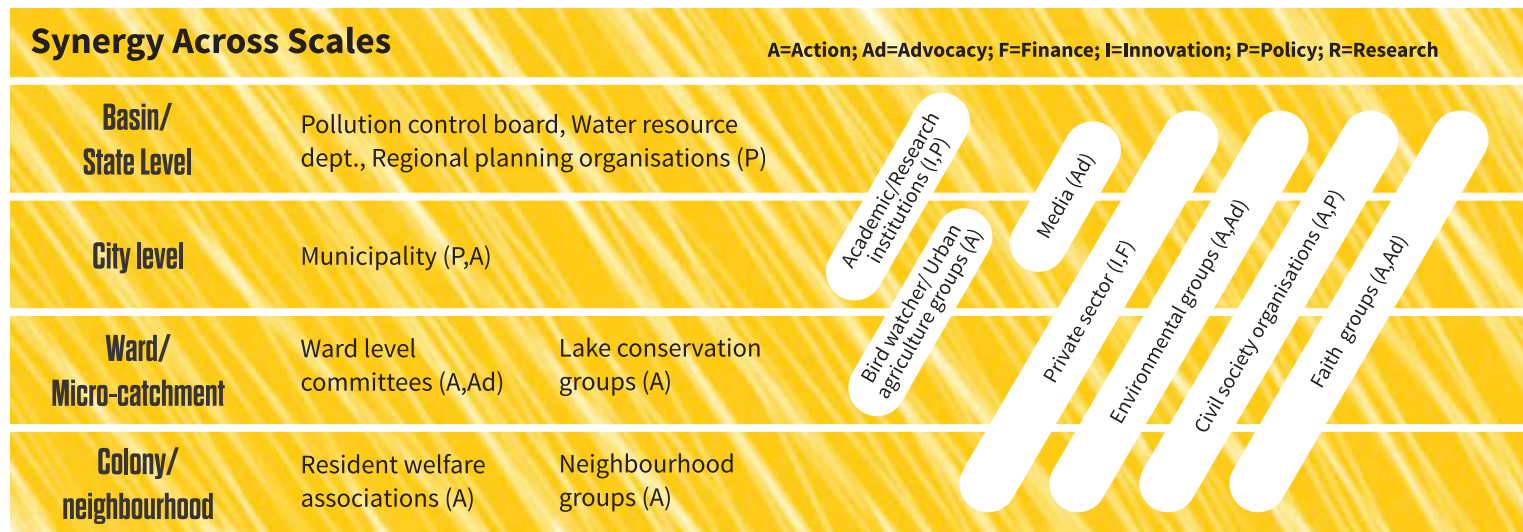 Synergy Across Scales
A=Action; Ad=Advocacy; F=Finance; I=Innovation; P=Policy; R=Research
Basin/
State Level
Pollution control board, Water resource
dept., Regional planning organisations (P)
City level
Municipality (P,A)
Ward/
Micro-catchment
Ward level
committees (A,Ad)
Lake conservation
groups (A)
Colony/
neighbourhood
Resident welfare
associations (A)
Neighbourhood
groups (A)
Academic/Research
institutions (I,P)
Bird watcher/ Urban
agriculture groups (A)
Media (Ad)
Private sector (I,F)
Environmental groups (A,Ad)
Civil society organisations (A,P)
Faith groups (A,Ad)